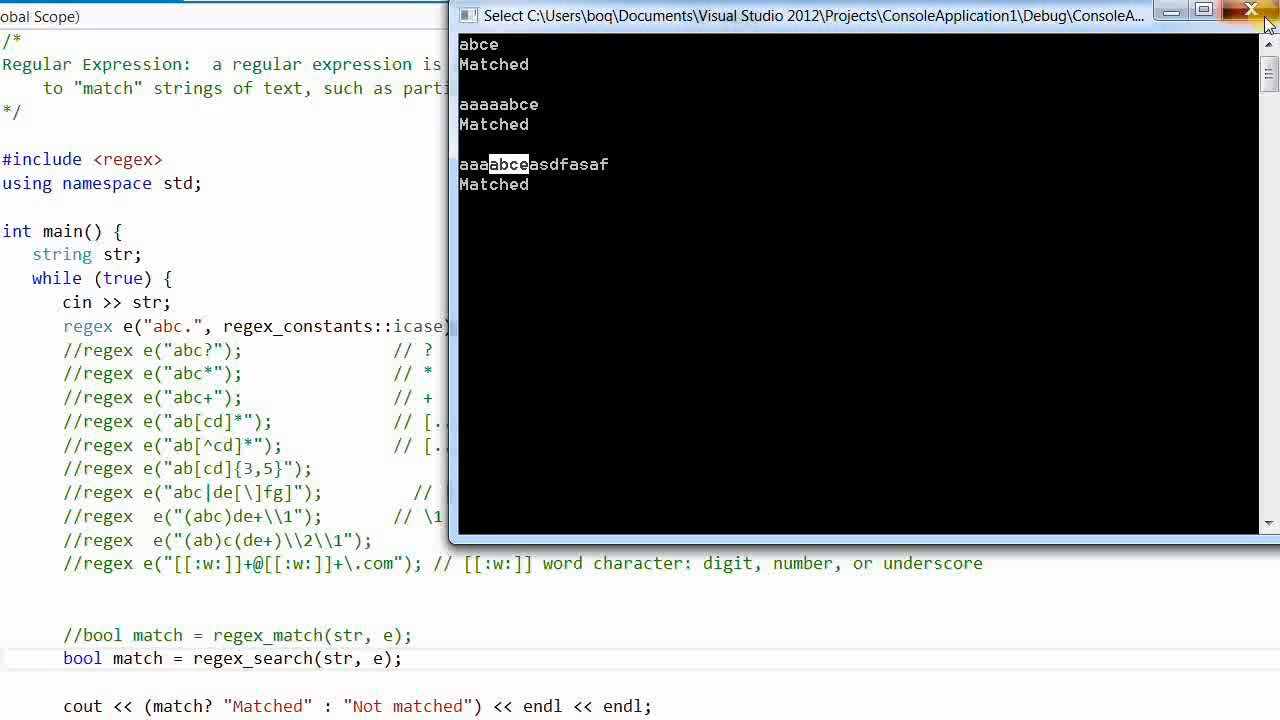 obal Scope)
/*
Regular Expression:  a regular expression is
to "match" strings of text, such as parti
*/
#include <regex>
using namespace std;
int main() {
string str;
while (true) {
cin >> str;
regex e("abc.", regex_constants::icase)
//regex e("abc?");               // ?
//regex e("abc*");               // *
//regex e("abc+");               // +
//regex e("ab[cd]*");            // [..
//regex e("ab[^cd]*");           // [..
//regex e("ab[cd]{3,5}");
//regex e("abc|de[\]fg]");         //
//regex  e("(abc)de+\\1");       // \1
//regex  e("(ab)c(de+)\\2\\1");
//regex e("[[:w:]]+@[[:w:]]+\.com"); // [[:w:]] word character: digit, number, or underscore
//bool match = regex_match(str, e);
bool match = regex_search(str, e);
cout << (match? "Matched" : "Not matched") << endl << endl;
Select C:\Users\boq\Documents\Visual Studio 2012\Projects\ConsoleApplication1\Debug\ConsoleA...
abce
Matched
aaaaabce
Matched
aaaabceasdfasaf
Matched